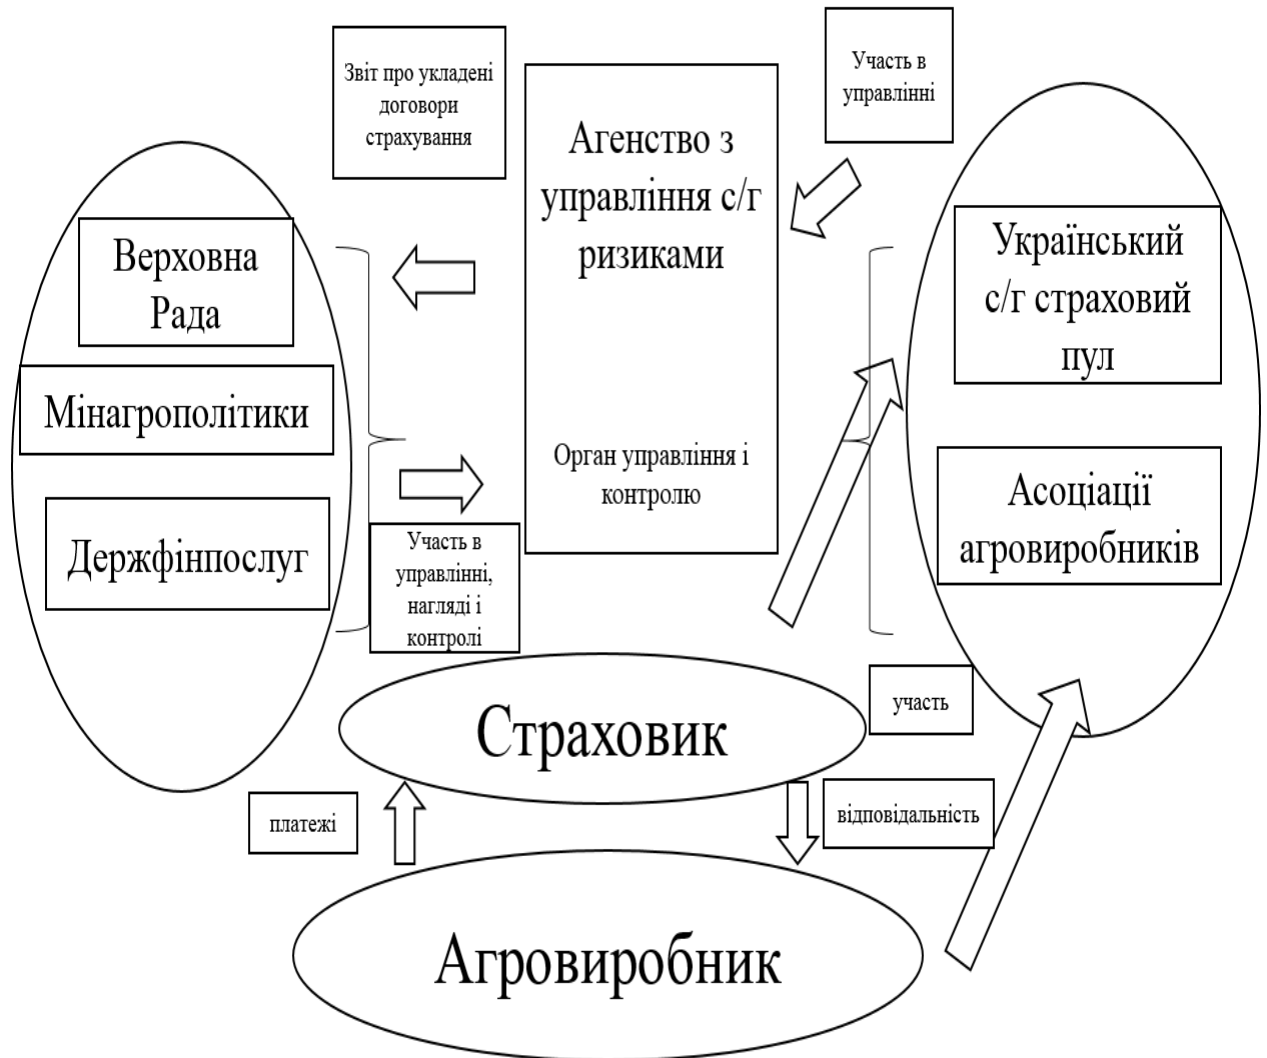 Звіт про укладені
договори
страхування
Агенство з
управління с/г
ризиками
Орган управління і
контролю
Участь в
управлінні
Верховна
Рада
Мінагрополітики
Держфінпослуг
Український
с/г страховий
пул
Асоціації
агровиробників
Участь в
управлінні,
нагляді і
контролі
Страховик
участь
платежі
відповідальність
Агровиробник